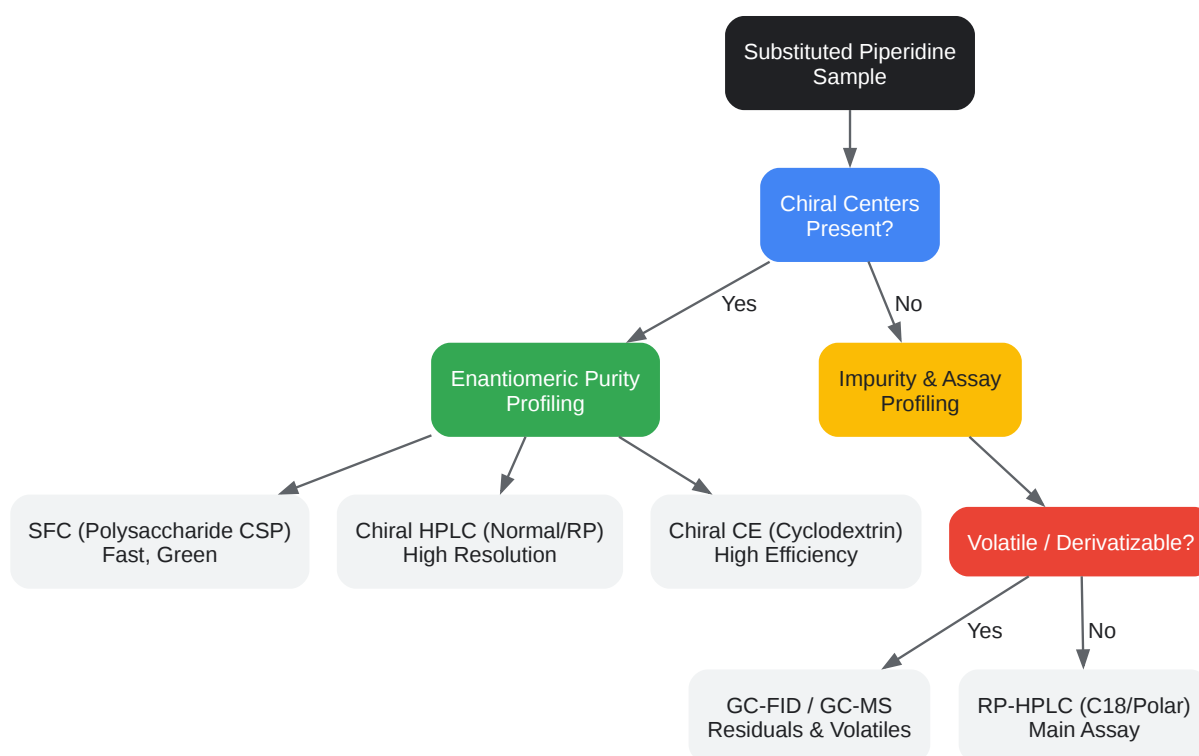 Substituted Piperidine
Sample
Chiral Centers
Present?
Yes
No
Enantiomeric Purity
Profiling
Impurity & Assay
Profiling
SFC (Polysaccharide CSP)
Fast, Green
Chiral HPLC (Normal/RP)
High Resolution
Chiral CE (Cyclodextrin)
High Efficiency
Volatile / Derivatizable?
Yes
No
GC-FID / GC-MS
Residuals & Volatiles
RP-HPLC (C18/Polar)
Main Assay